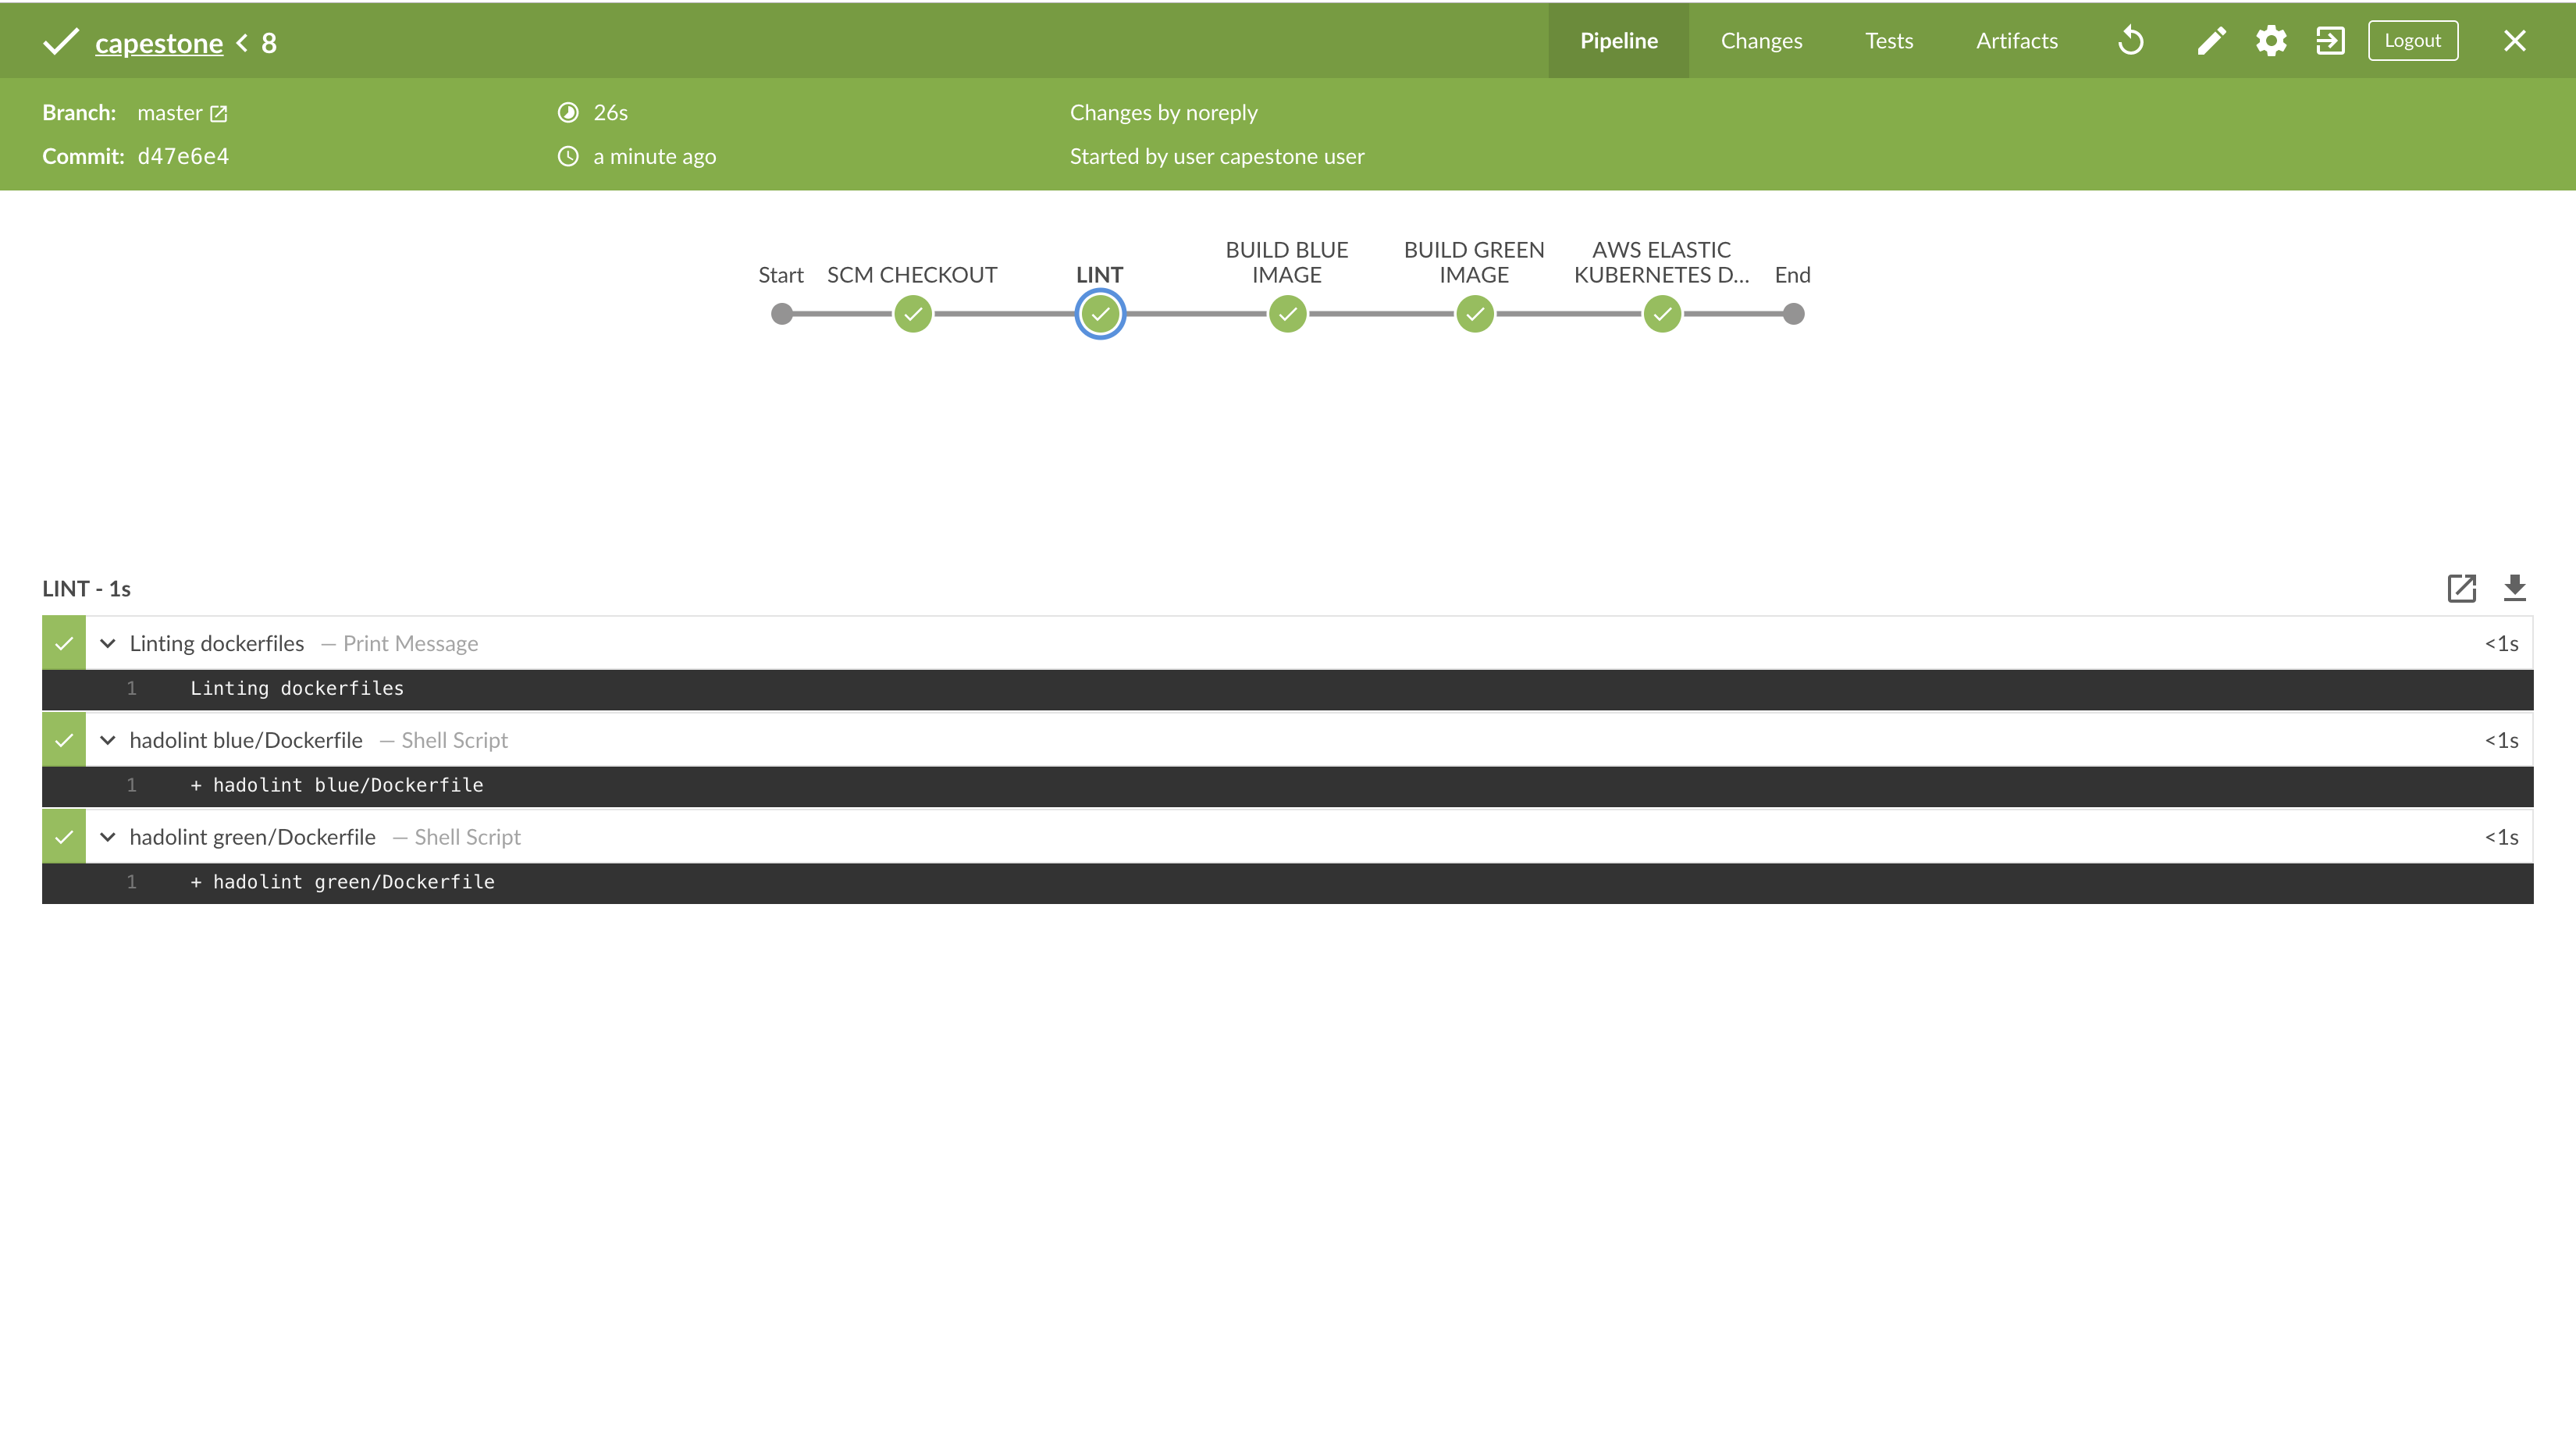 capestone < 8
Pipeline Changes Tests Artifacts Logout
Branch: master 26s Changes by noreply
Commit: d47e6e4 a minute ago Started by user capestone user
Start SCM CHECKOUT LINT BUILD BLUE IMAGE BUILD GREEN IMAGE AWS ELASTIC KUBERNETES D... End
LINT - 1s
Linting dockerfiles — Print Message <1s
1 Linting dockerfiles
hadolint blue/Dockerfile — Shell Script <1s
1 + hadolint blue/Dockerfile
hadolint green/Dockerfile — Shell Script <1s
1 + hadolint green/Dockerfile